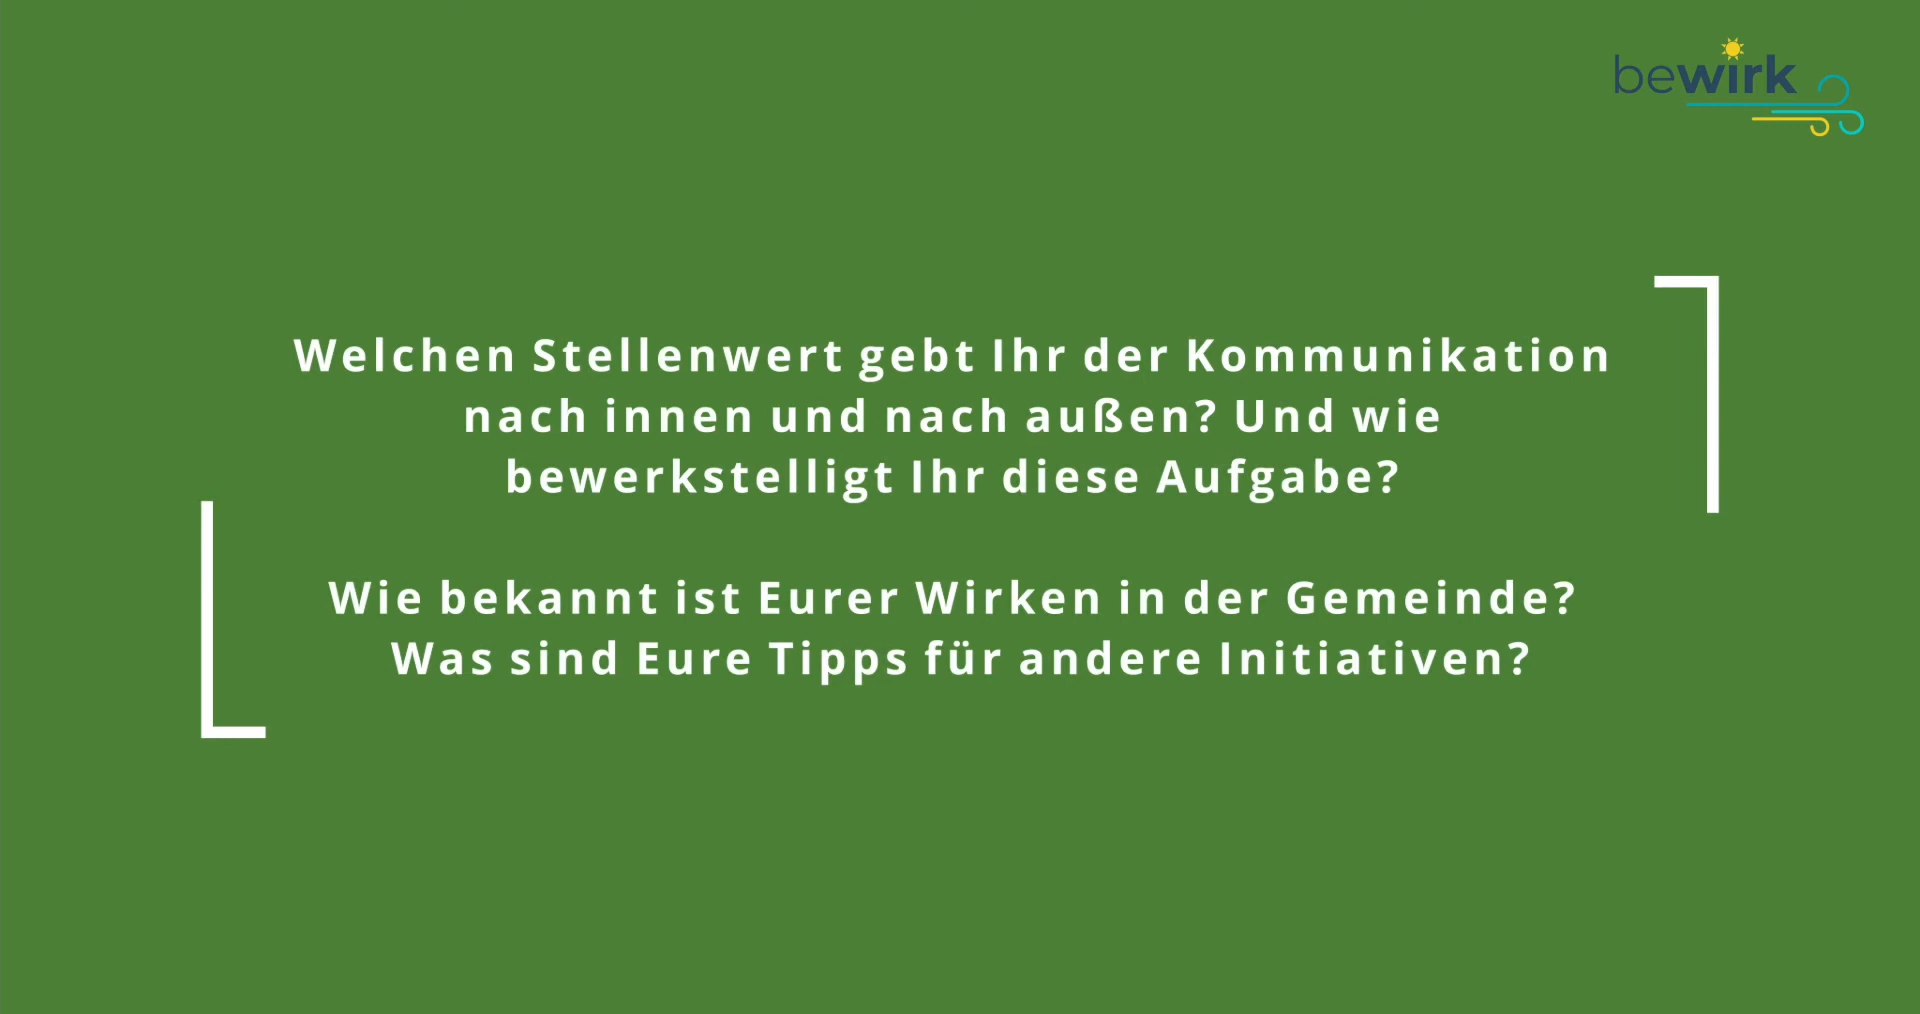 bewirk
Welchen Stellenwert gebt Ihr der Kommunikation
nach innen und nach außen? Und wie
bewerkstelligt Ihr diese Aufgabe?
Wie bekannt ist Eurer Wirken in der Gemeinde?
Was sind Eure Tipps für andere Initiativen?